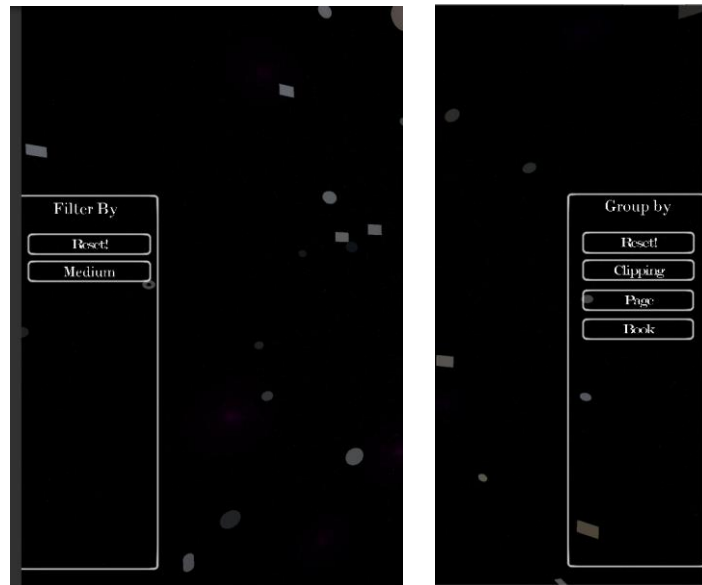 Filter By
Reset!
Medium
Group by
Reset!
Clipping
Page
Book